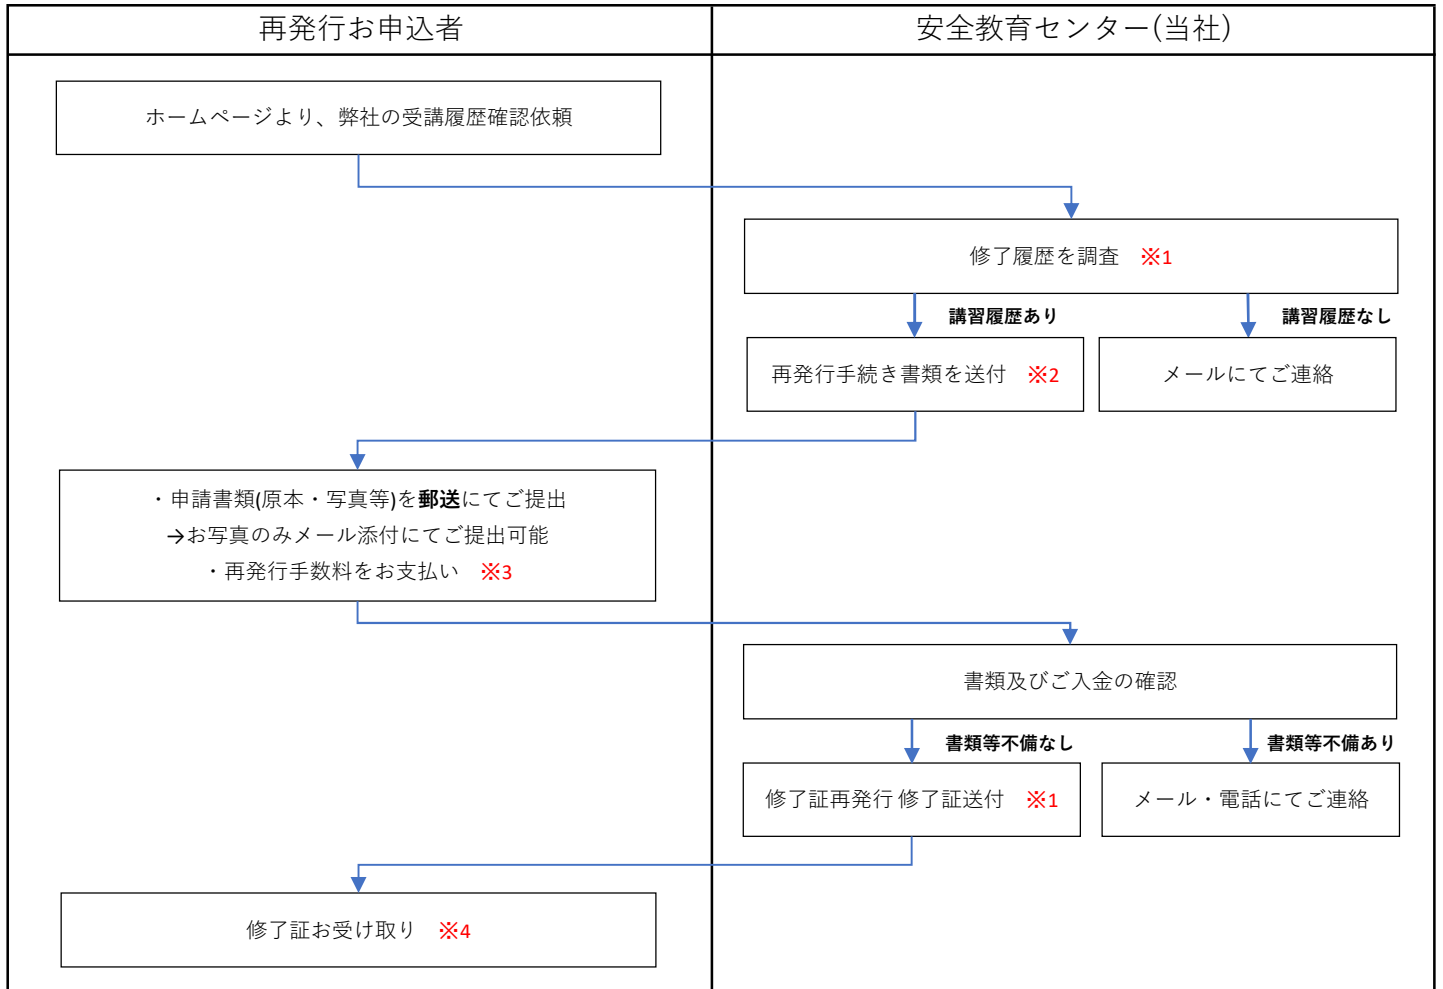 再発行お申込者
安全教育センター(当社)
ホームページより、弊社の受講履歴確認依頼
修了履歴を調査 ※1
講習履歴あり
講習履歴なし
再発行手続き書類を送付 ※2
メールにてご連絡
・申請書類(原本・写真等)を郵送にてご提出
→お写真のみメール添付にてご提出可能
・再発行手数料をお支払い ※3
書類及びご入金の確認
書類等不備なし
書類等不備あり
修了証再発行 修了証送付 ※1
メール・電話にてご連絡
修了証お受け取り ※4